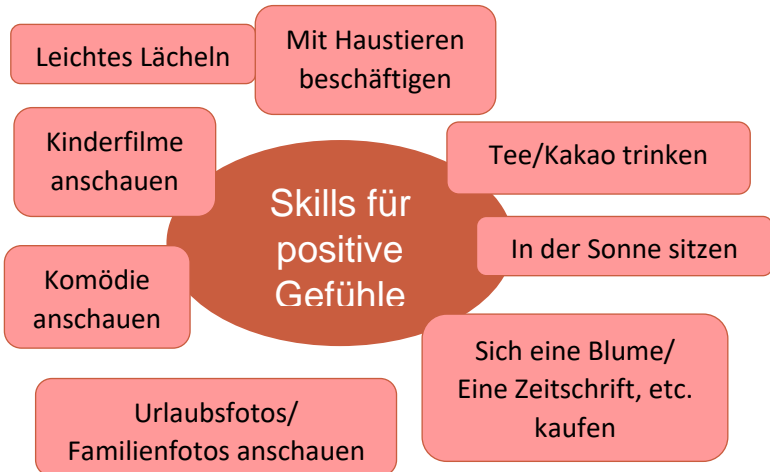 Leichtes Lächeln
Mit Haustieren
beschäftigen
Kinderfilme
anschauen
Tee/Kakao trinken
Skills für
positive
Gefühle
In der Sonne sitzen
Komödie
anschauen
Sich eine Blume/
Eine Zeitschrift, etc.
kaufen
Urlaubsfotos/
Familienfotos anschauen